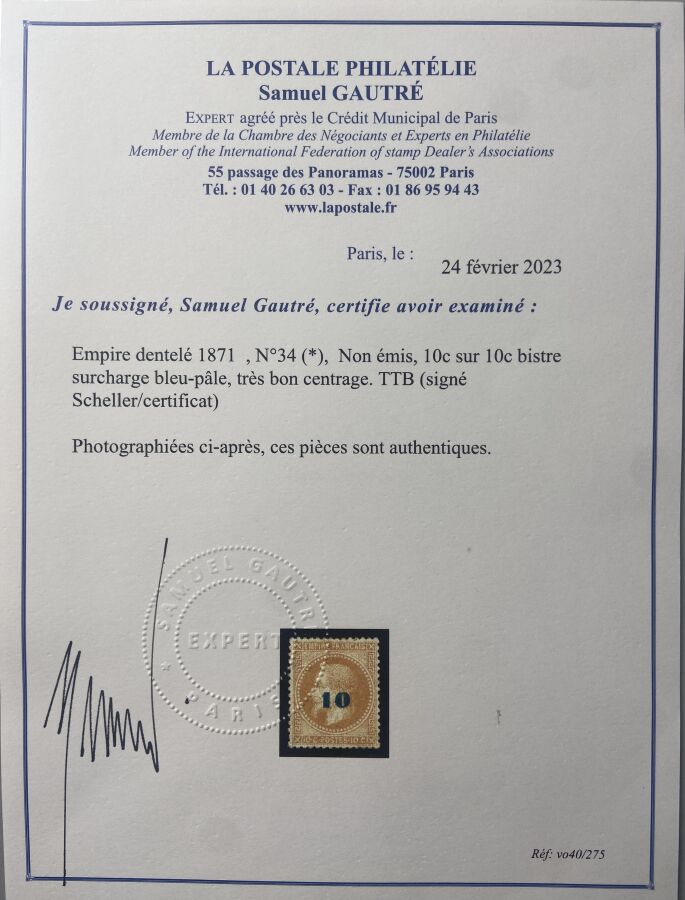 LA POSTALE PHILATÉLIE
Samuel GAUTRÉ
EXPERT agréé près le Crédit Municipal de Paris
Membre de la Chambre des Négociants et Experts en Philatélie
Member of the International Federation of stamp Dealer's Associations
55 passage des Panoramas - 75002 Paris
Tél. : 01 40 26 63 03 - Fax : 01 86 95 94 43
www.lapostale.fr
Paris, le :
24 février 2023
Je soussigné, Samuel Gautré, certifie avoir examiné :
Empire dentelé 1871 , N°34 (*), Non émis, 10c sur 10c bistre
surcharge bleu-pâle, très bon centrage. TTB (signé
Scheller/certificat)
Photographiées ci-après, ces pièces sont authentiques.
SAMUEL GAUTRÉ
EXPERT
PARIS
EMPIRE FRANCAIS
10
10 C POSTES 10 C
Réf: vo40/275